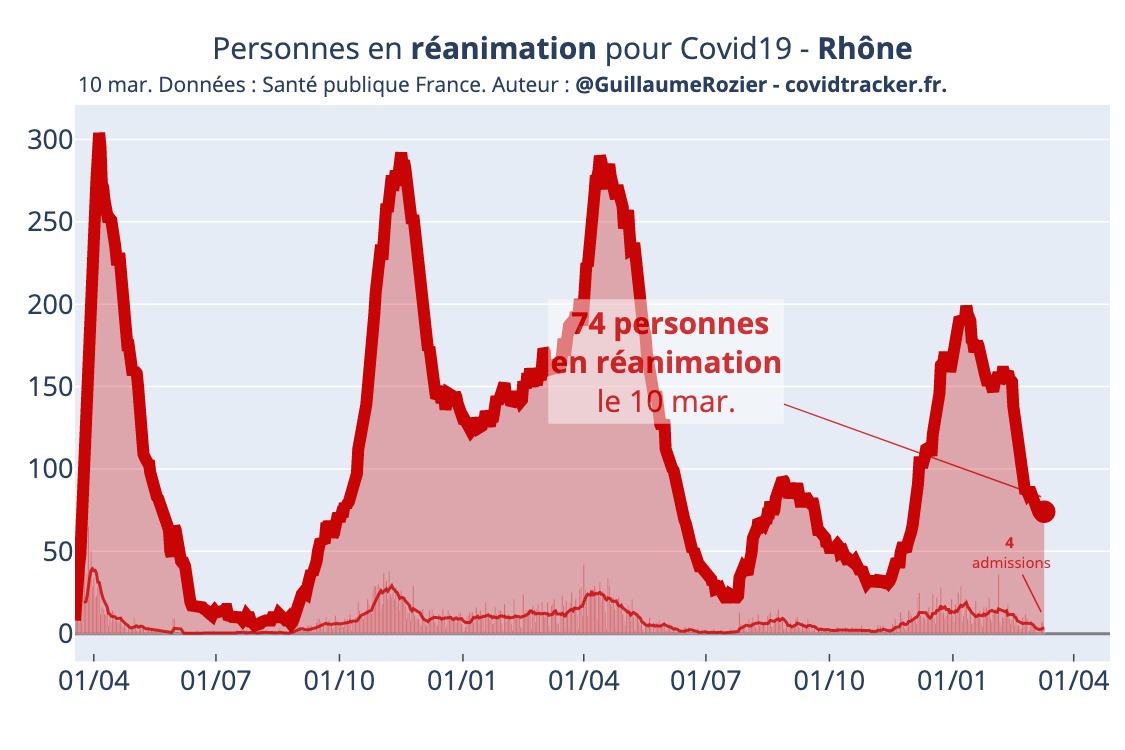 Personnes en réanimation pour Covid19 - Rhône
10 mar. Données : Santé publique France. Auteur : @GuillaumeRozier - covidtracker.fr.
300
250
200
150
100
50
0
74 personnes
en réanimation
le 10 mar.
4
admissions
01/04 01/07 01/10 01/01 01/04 01/07 01/10 01/01 01/04